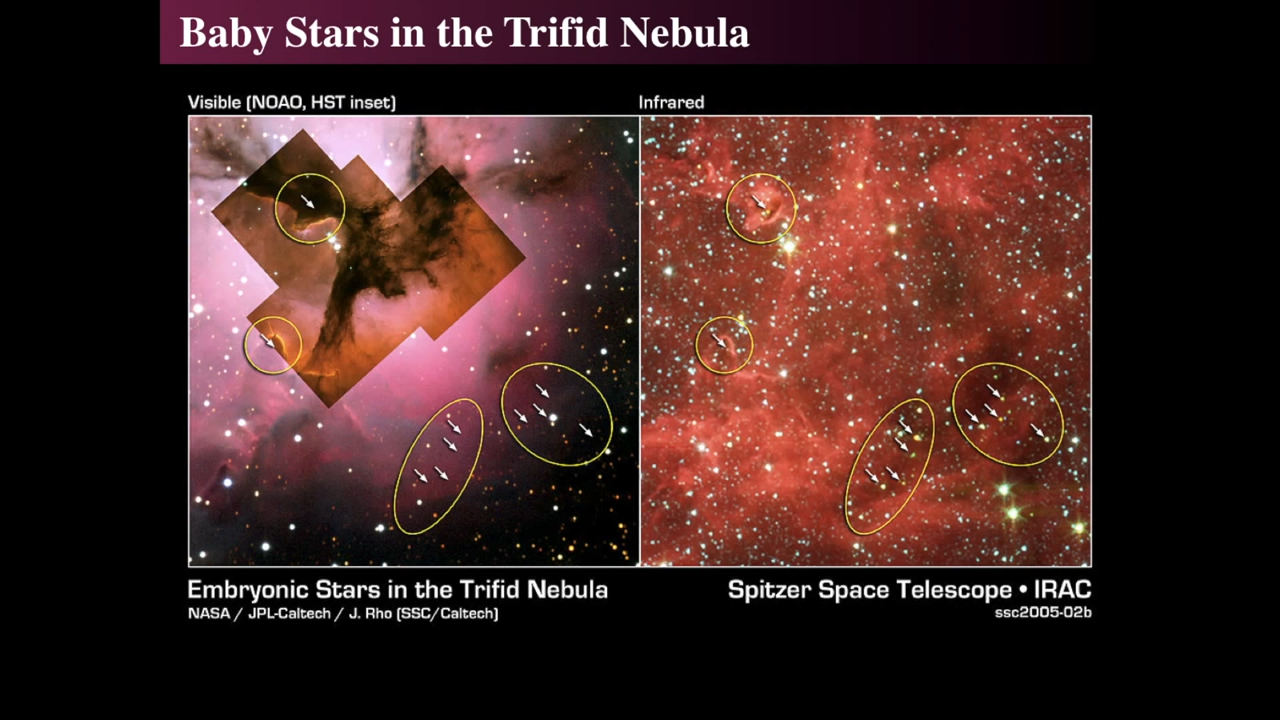 Baby Stars in the Trifid Nebula
Visible (NOAO, HST inset)
Infrared
Embryonic Stars in the Trifid Nebula
NASA / JPL-Caltech / J. Rho (SSC/Caltech)
Spitzer Space Telescope • IRAC
ssc2005-02b